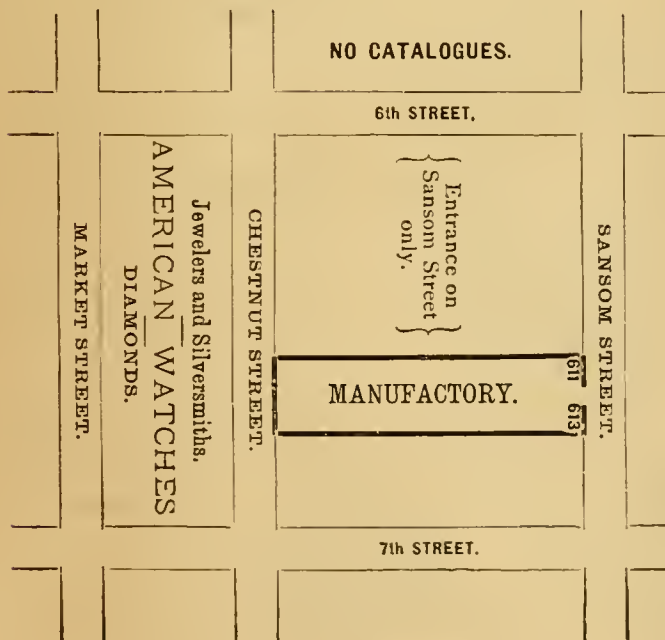 NO CATALOGUES.
6th STREET,
MARKET STREET.
DIAMONDS.
AMERICAN WATCHES
Jewelers and Silversmiths.
CHESTNUT STREET.
Entrance on
Sansom Street
only.
MANUFACTORY.
611
613
SANSOM STREET.
7th STREET.